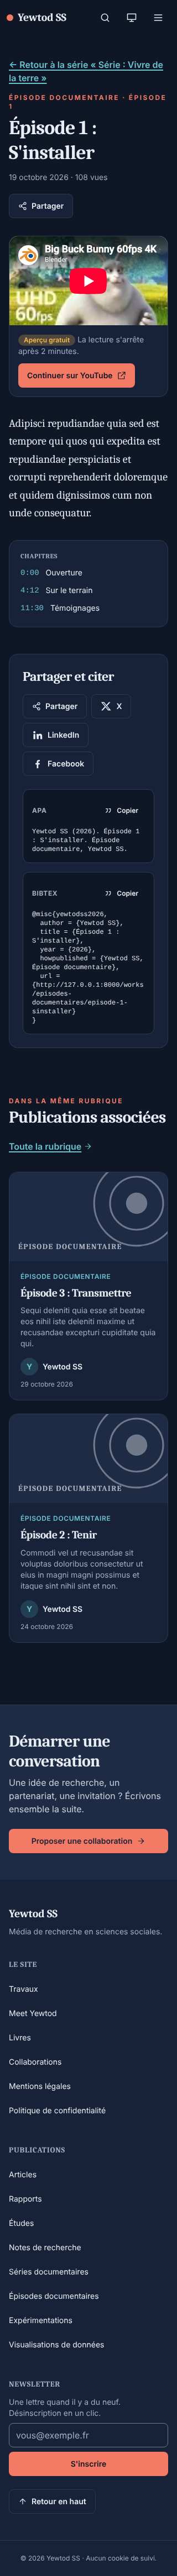 Yewtod SS
← Retour à la série « Série : Vivre de
la terre »
ÉPISODE DOCUMENTAIRE · ÉPISODE
1
Épisode 1 :
S'installer
19 octobre 2026 · 108 vues
Partager
Big Buck Bunny 60fps 4K
Blender
UHD
60fps
Aperçu gratuit La lecture s'arrête
après 2 minutes.
Continuer sur YouTube
Adipisci repudiandae quia sed est
tempore qui quos qui expedita est
repudiandae perspiciatis et
corrupti reprehenderit doloremque
et quidem dignissimos cum non
unde consequatur.
CHAPITRES
0:00 Ouverture
4:12 Sur le terrain
11:30 Témoignages
Partager et citer
Partager
X
LinkedIn
Facebook
APA
Copier
Yewtod SS (2026). Épisode 1
: S'installer. Épisode
documentaire, Yewtod SS.
BIBTEX
Copier
@misc{yewtodss2026,
author = {Yewtod SS},
title = {Épisode 1 :
S'installer},
year = {2026},
howpublished = {Yewtod SS,
Épisode documentaire},
url =
{http://127.0.0.1:8000/works
/episodes-
documentaires/episode-1-
sinstaller}
}
DANS LA MÊME RUBRIQUE
Publications associées
Toute la rubrique →
ÉPISODE DOCUMENTAIRE
ÉPISODE DOCUMENTAIRE
Épisode 3 : Transmettre
Sequi deleniti quia esse sit beatae
eos nihil iste deleniti maxime ut
recusandae excepturi cupiditate quia
qui.
Y Yewtod SS
29 octobre 2026
ÉPISODE DOCUMENTAIRE
ÉPISODE DOCUMENTAIRE
Épisode 2 : Tenir
Commodi vel ut recusandae sit
voluptas doloribus consectetur ut
eius in magni modi possimus et
itaque sint nihil sint et non.
Y Yewtod SS
24 octobre 2026
Démarrer une
conversation
Une idée de recherche, un
partenariat, une invitation ? Écrivons
ensemble la suite.
Proposer une collaboration →
Yewtod SS
Média de recherche en sciences sociales.
LE SITE
Travaux
Meet Yewtod
Livres
Collaborations
Mentions légales
Politique de confidentialité
PUBLICATIONS
Articles
Rapports
Études
Notes de recherche
Séries documentaires
Épisodes documentaires
Expérimentations
Visualisations de données
NEWSLETTER
Une lettre quand il y a du neuf.
Désinscription en un clic.
vous@exemple.fr
S'inscrire
↑ Retour en haut
© 2026 Yewtod SS · Aucun cookie de suivi.